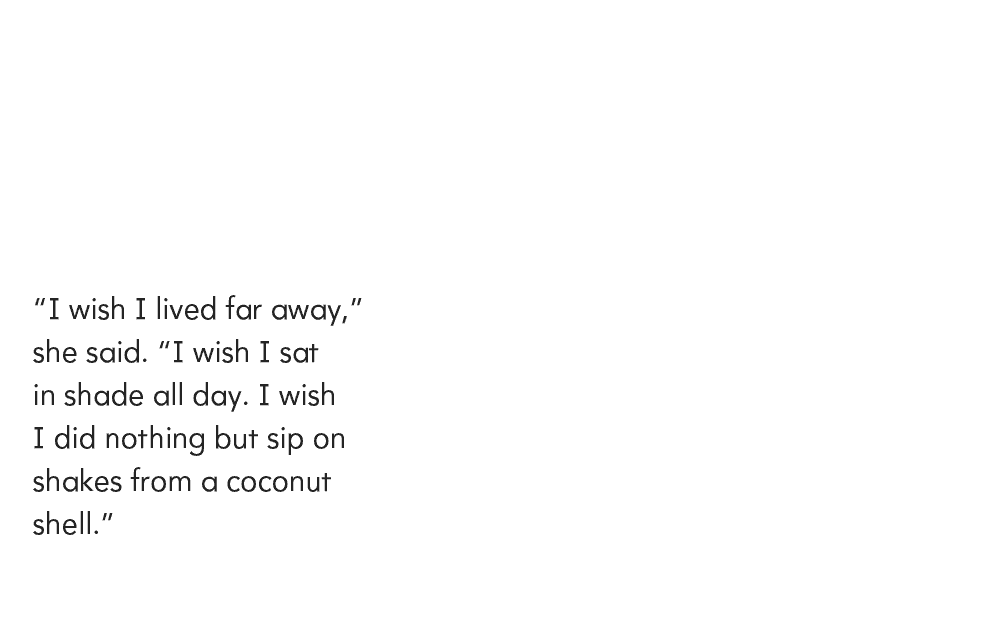 “I wish I lived far away,”
she said. “I wish I sat
in shade all day. I wish
I did nothing but sip on
shakes from a coconut
shell.”